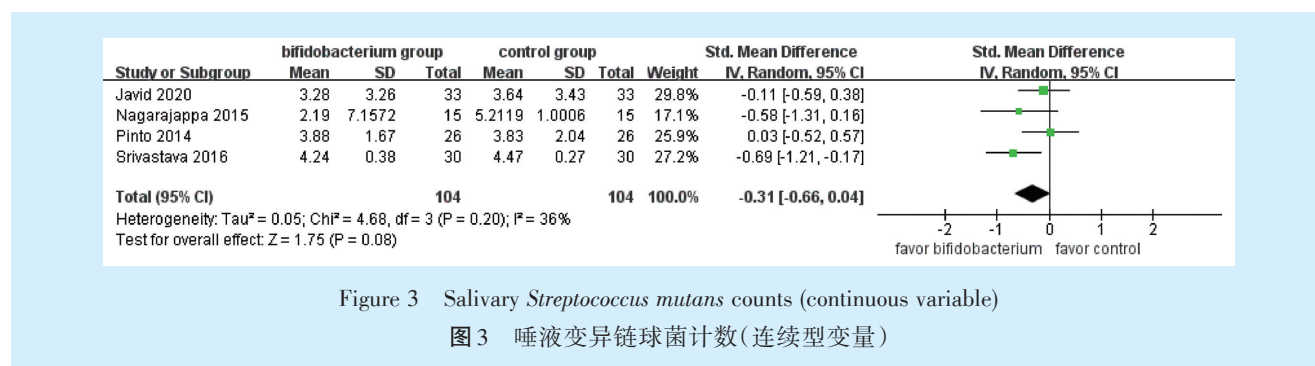 bifidobacterium group control group Std. Mean Difference Std. Mean Difference
Study or Subgroup Mean SD Total Mean SD Total Weight IV, Random, 95% CI IV, Random, 95% CI
Javid 2020 3.28 3.26 33 3.64 3.43 33 29.8% -0.11 [-0.59, 0.38]
Nagarajappa 2015 2.19 7.1572 15 5.2119 1.0006 15 17.1% -0.58 [-1.31, 0.16]
Pinto 2014 3.88 1.67 26 3.83 2.04 26 25.9% 0.03 [-0.52, 0.57]
Srivastava 2016 4.24 0.38 30 4.47 0.27 30 27.2% -0.69 [-1.21, -0.17]
Total (95% CI) 104 104 100.0% -0.31 [-0.66, 0.04]
Heterogeneity: Tau² = 0.05; Chi² = 4.68, df = 3 (P = 0.20); I² = 36%
Test for overall effect: Z = 1.75 (P = 0.08)
-2 -1 0 1 2
favor bifidobacterium favor control
Figure 3 Salivary Streptococcus mutans counts (continuous variable)
图3 唾液变异链球菌计数(连续型变量)